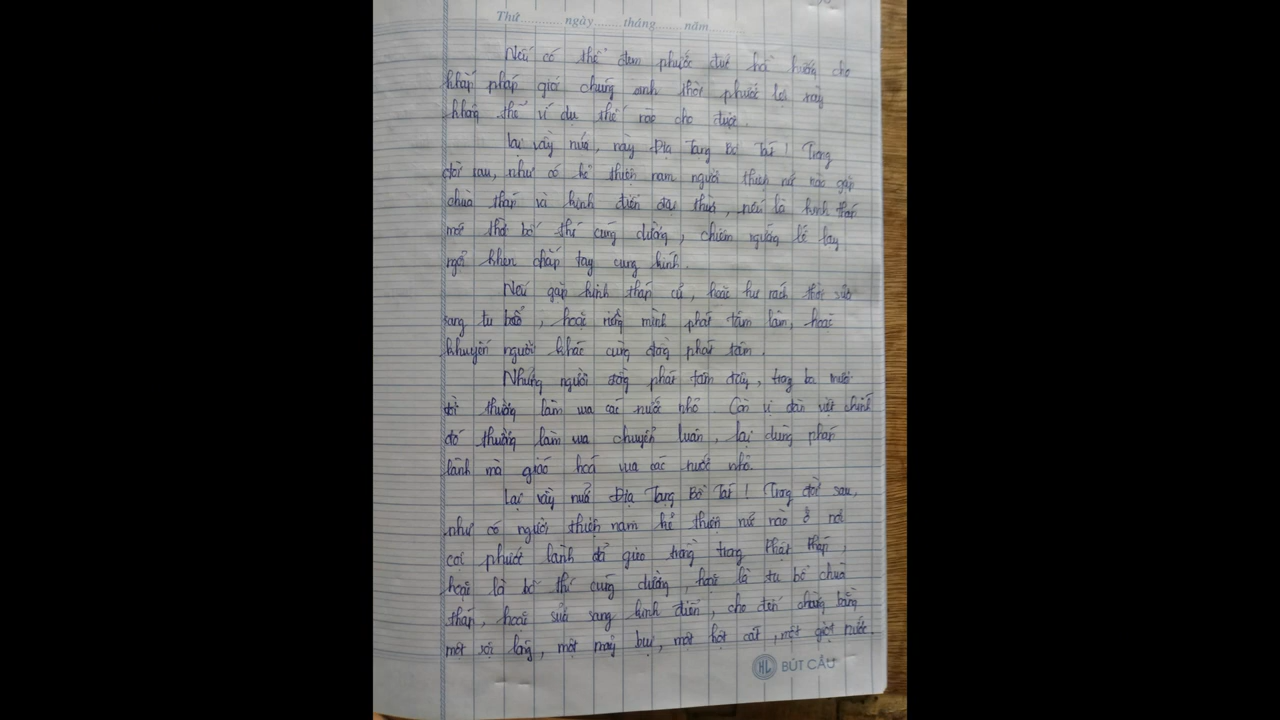 Thứ............ngày.......tháng......năm.......
Nếu có thể đem phước đức hồi hướng cho
khắp pháp giới chúng sanh thời phước lợi này
không thể ví dụ thế nào cho được.
Lại vầy nữa, này Địa Tạng Bồ Tát! Trong
đời sau, như có kẻ thiện nam người thiện nữ nào gặp
chùa tháp và kinh điển đại thừa, nếu là kinh tháp
mới thời bố thí cúng dường, chiêm ngưỡng lễ lạy
ngợi khen chắp tay cung kính.
Nếu gặp kinh tháp cũ, hoặc hư rách thời sửa
sang tu bổ, hoặc riêng mình phát tâm làm, hoặc
khuyến người khác cùng đồng phát tâm.
Những người đồng phát tâm đây, trong ba mươi
đời thường làm vua các nước nhỏ. Còn vị đàn việt chính
đó thường làm vua chuyển luân, lại dùng pháp
lành mà giáo hoá vua các nước nhỏ.
Lại vầy nữa Địa Tạng Bồ Tát! Trong đời sau,
như có người thiện nam kẻ thiện nữ nào ở nơi
cội phước lành đã gieo trồng trong Phật Pháp,
hoặc là bố thí cúng dường, hoặc là tu bổ chùa
tháp, hoặc sửa sang kinh điển, cho đến chừng bằng
một sợi lông, một mảy bụi, một hột cát, một giọt nước.
HL BÚT CẦU